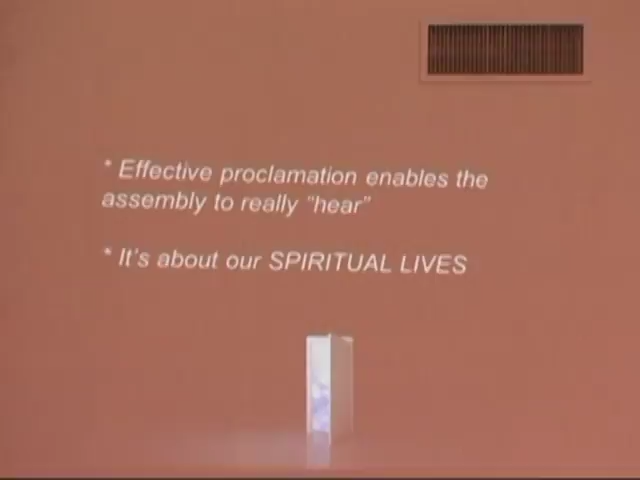 * Effective proclamation enables the
assembly to really "hear"
* It's about our SPIRITUAL LIVES